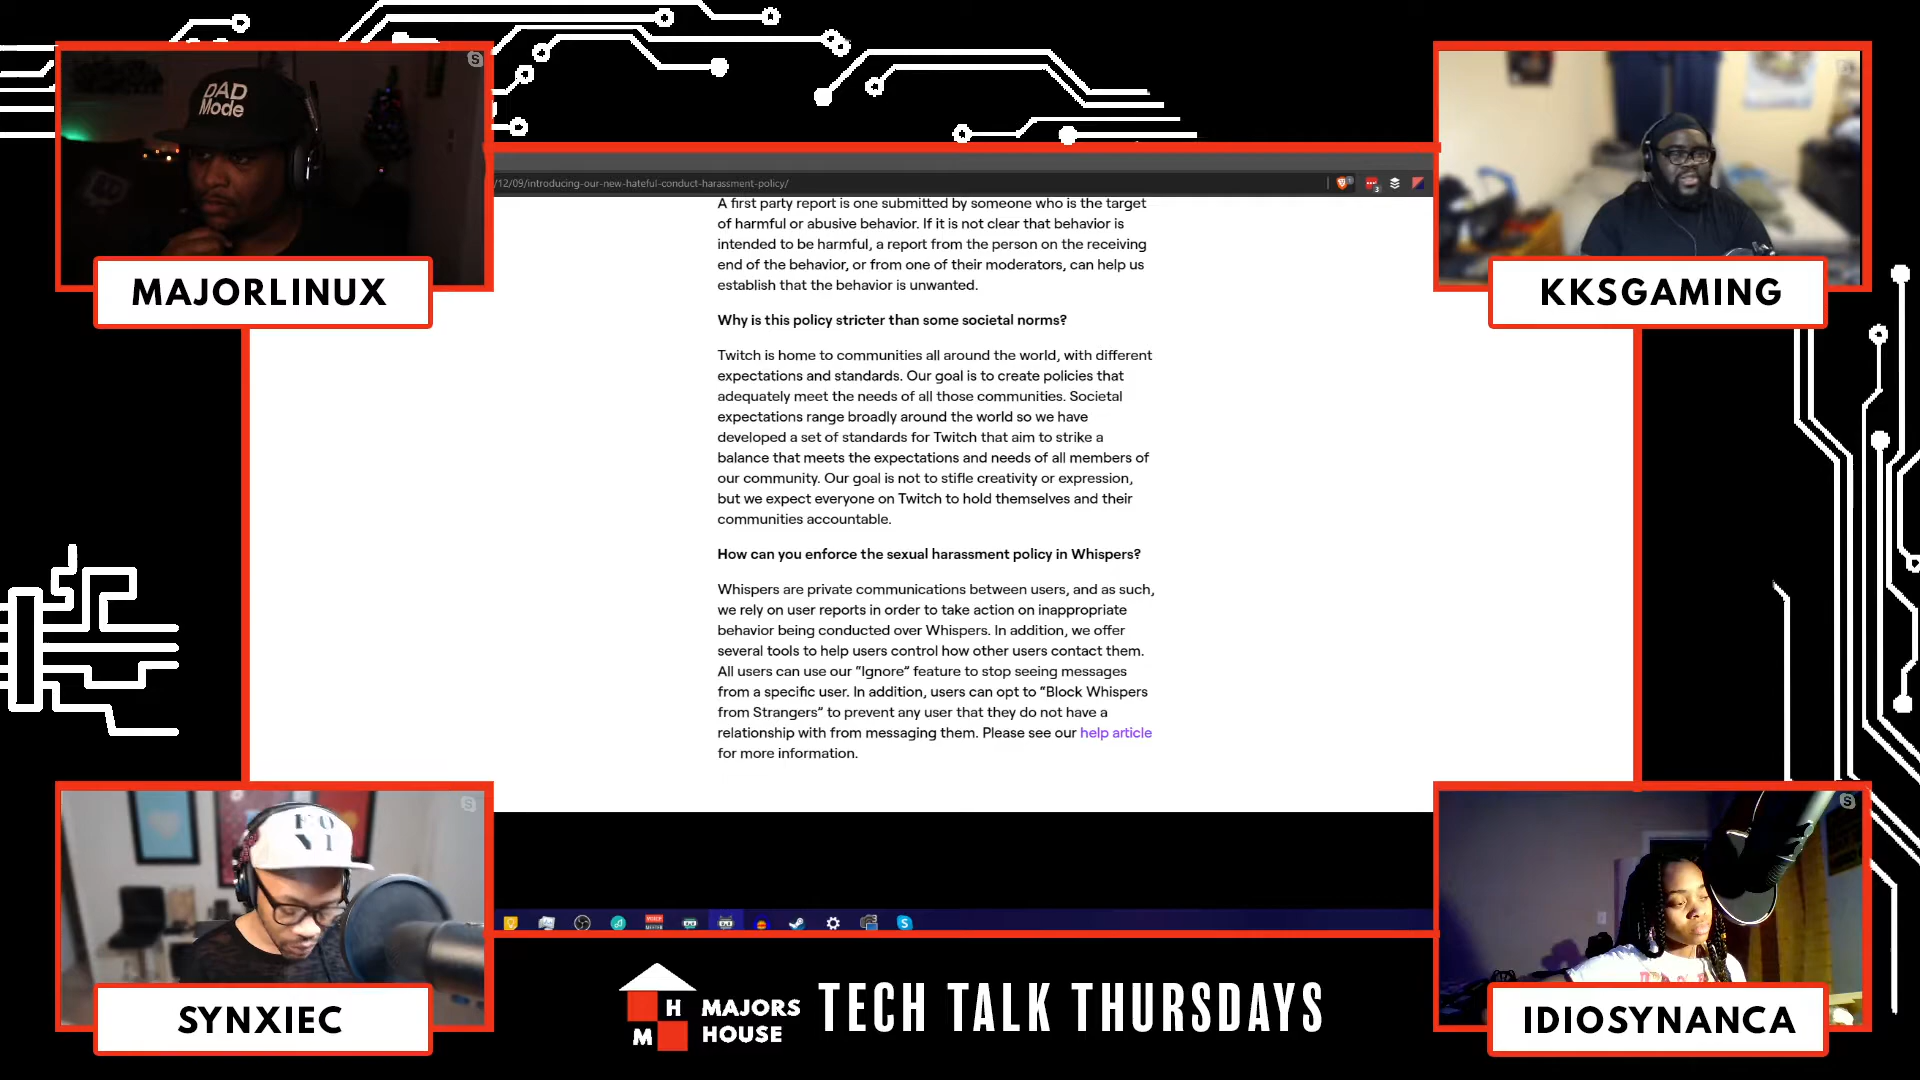 DAD
Mode
MAJORLINUX
KKSGAMING
/12/09/introducing-our-new-hateful-conduct-harassment-policy/
A first party report is one submitted by someone who is the target
of harmful or abusive behavior. If it is not clear that behavior is
intended to be harmful, a report from the person on the receiving
end of the behavior, or from one of their moderators, can help us
establish that the behavior is unwanted.
Why is this policy stricter than some societal norms?
Twitch is home to communities all around the world, with different
expectations and standards. Our goal is to create policies that
adequately meet the needs of all those communities. Societal
expectations range broadly around the world so we have
developed a set of standards for Twitch that aim to strike a
balance that meets the expectations and needs of all members of
our community. Our goal is not to stifle creativity or expression,
but we expect everyone on Twitch to hold themselves and their
communities accountable.
How can you enforce the sexual harassment policy in Whispers?
Whispers are private communications between users, and as such,
we rely on user reports in order to take action on inappropriate
behavior being conducted over Whispers. In addition, we offer
several tools to help users control how other users contact them.
All users can use our “Ignore” feature to stop seeing messages
from a specific user. In addition, users can opt to “Block Whispers
from Strangers” to prevent any user that they do not have a
relationship with from messaging them. Please see our help article
for more information.
SYNXIEC
IDIOSYNANCA
H
M
MAJORS
HOUSE
TECH TALK THURSDAYS